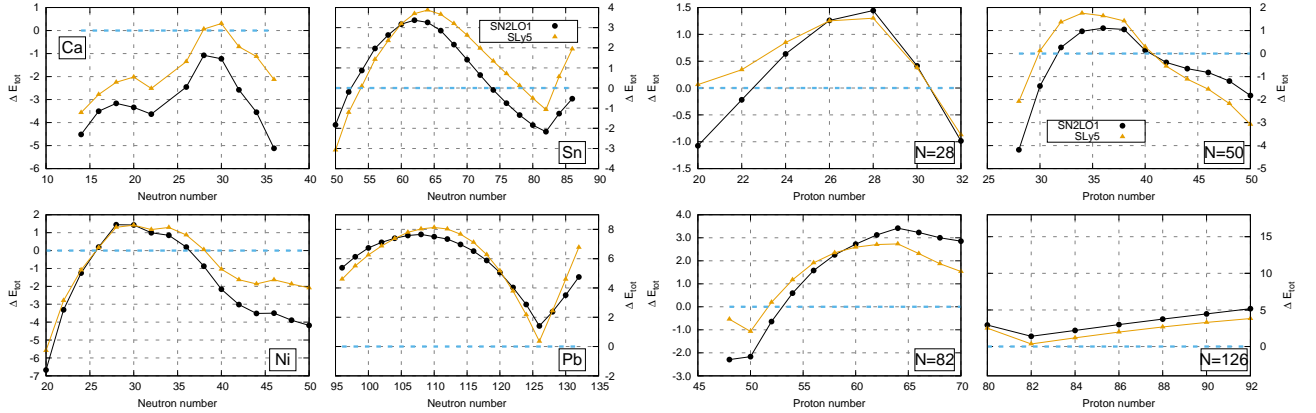 Δ E_tot
1
0
-1
-2
-3
-4
-5
-6
Ca
10 15 20 25 30 35 40
Neutron number
SN2LO1
SLy5
4
3
2
1
0
-1
-2
-3
-4
Δ E_tot
Sn
50 55 60 65 70 75 80 85 90
Neutron number
Δ E_tot
1.5
1.0
0.5
0.0
-0.5
-1.0
-1.5
N=28
20 22 24 26 28 30 32
Proton number
SN2LO1
SLy5
2
1
0
-1
-2
-3
-4
-5
Δ E_tot
N=50
25 30 35 40 45 50
Proton number
Δ E_tot
2
1
0
-1
-2
-3
-4
-5
-6
-7
Ni
20 25 30 35 40 45 50
Neutron number
8
6
4
2
0
-2
Δ E_tot
Pb
95 100 105 110 115 120 125 130 135
Neutron number
Δ E_tot
4.0
3.0
2.0
1.0
0.0
-1.0
-2.0
-3.0
N=82
45 50 55 60 65 70
Proton number
15
10
5
0
Δ E_tot
N=126
80 82 84 86 88 90 92
Proton number